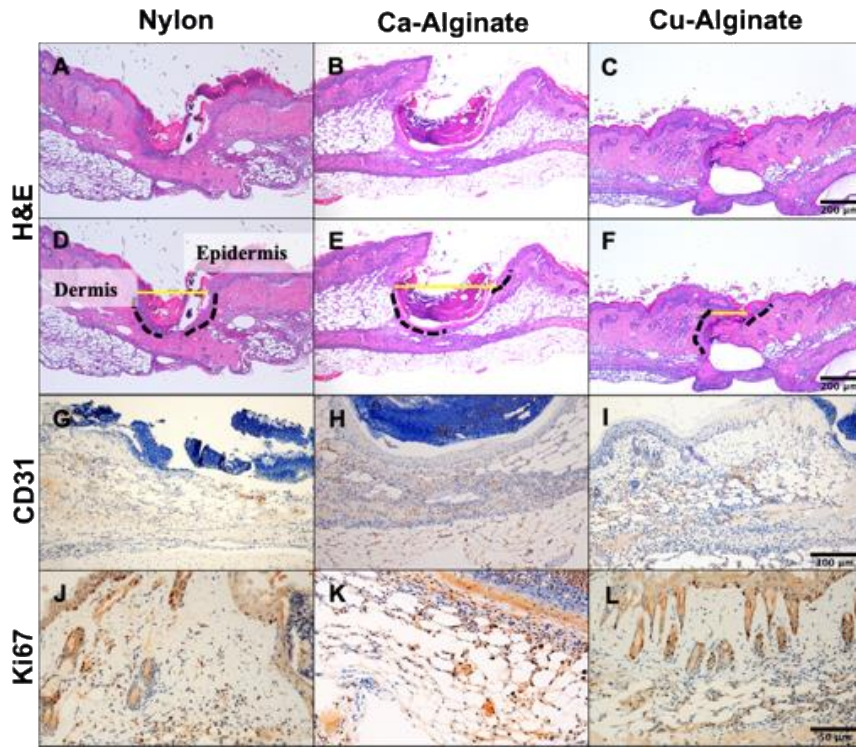 Nylon Ca-Alginate Cu-Alginate
H&E
A B C
200 μm
D E F
Epidermis
Dermis
200 μm
CD31
G H I
100 μm
Ki67
J K L
50 μm